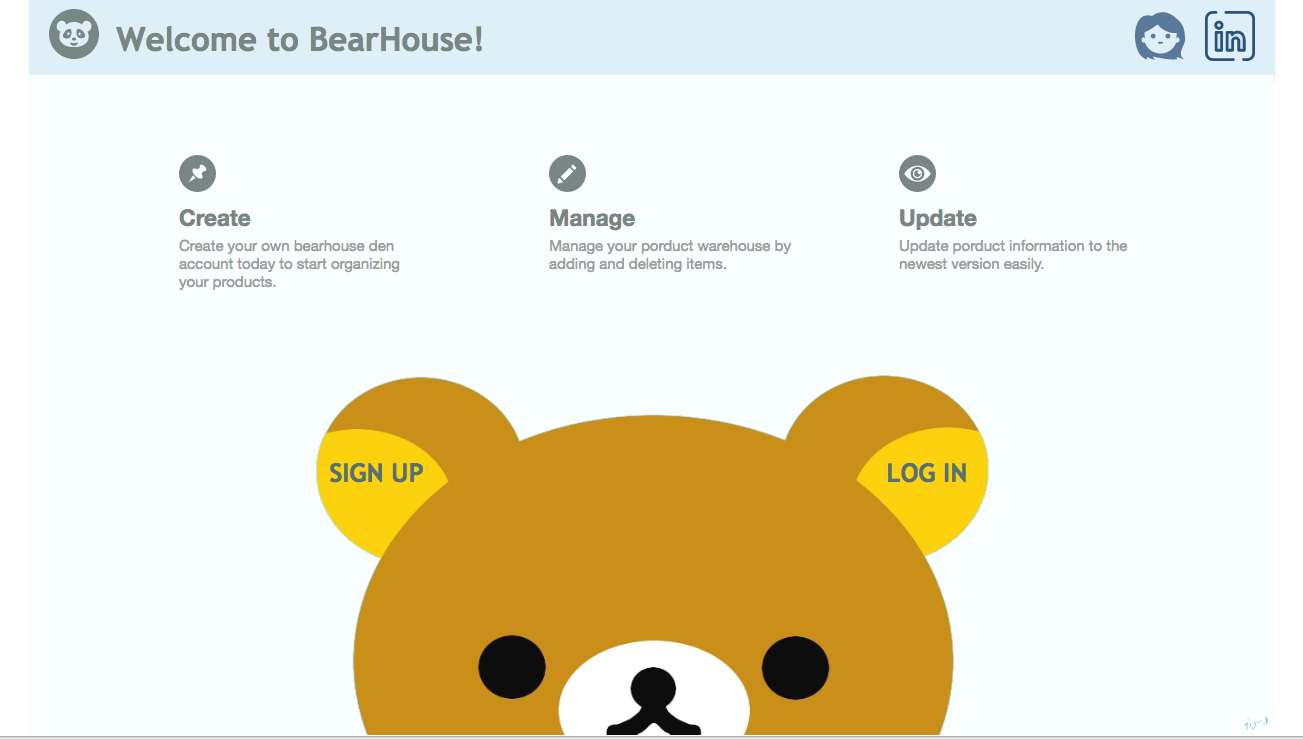 Welcome to BearHouse!
in
Create
Create your own bearhouse den
account today to start organizing
your products.
Manage
Manage your porduct warehouse by
adding and deleting items.
Update
Update porduct information to the
newest version easily.
SIGN UP
LOG IN